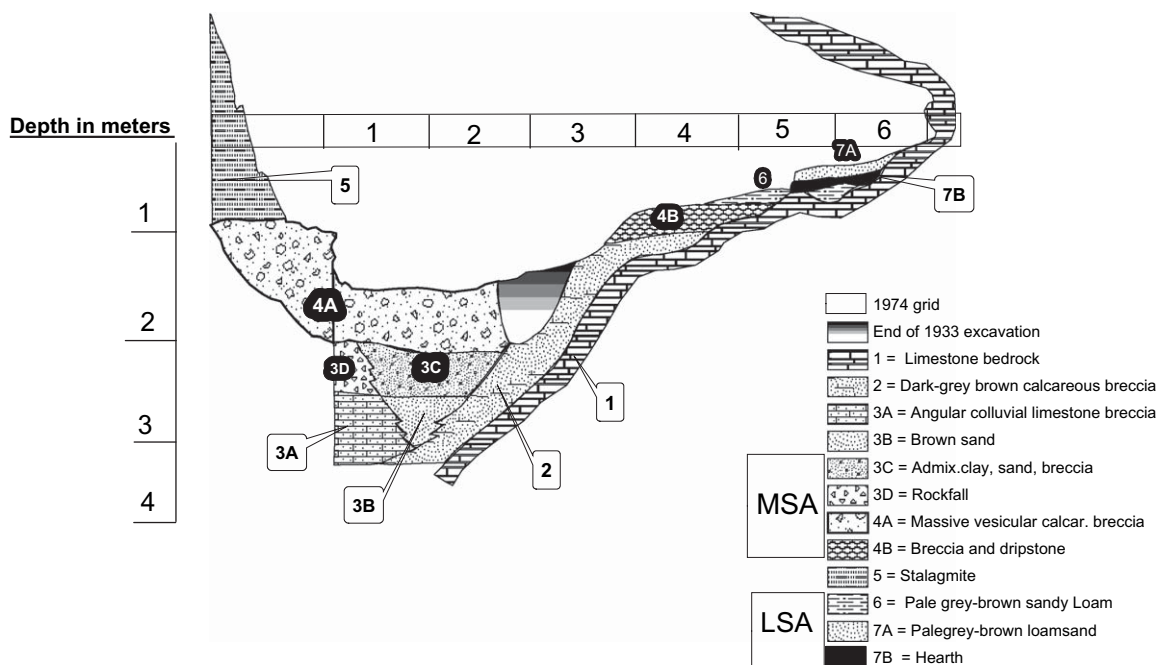 Depth in meters
1 2 3 4 5 6
7A
6
5
7B
1
4B
4A
2
3D
3C
1
3
3A
2
3B
4
1974 grid
End of 1933 excavation
1 = Limestone bedrock
2 = Dark-grey brown calcareous breccia
3A = Angular colluvial limestone breccia
3B = Brown sand
MSA
3C = Admix.clay, sand, breccia
3D = Rockfall
4A = Massive vesicular calcar. breccia
4B = Breccia and dripstone
5 = Stalagmite
LSA
6 = Pale grey-brown sandy Loam
7A = Palegrey-brown loamsand
7B = Hearth